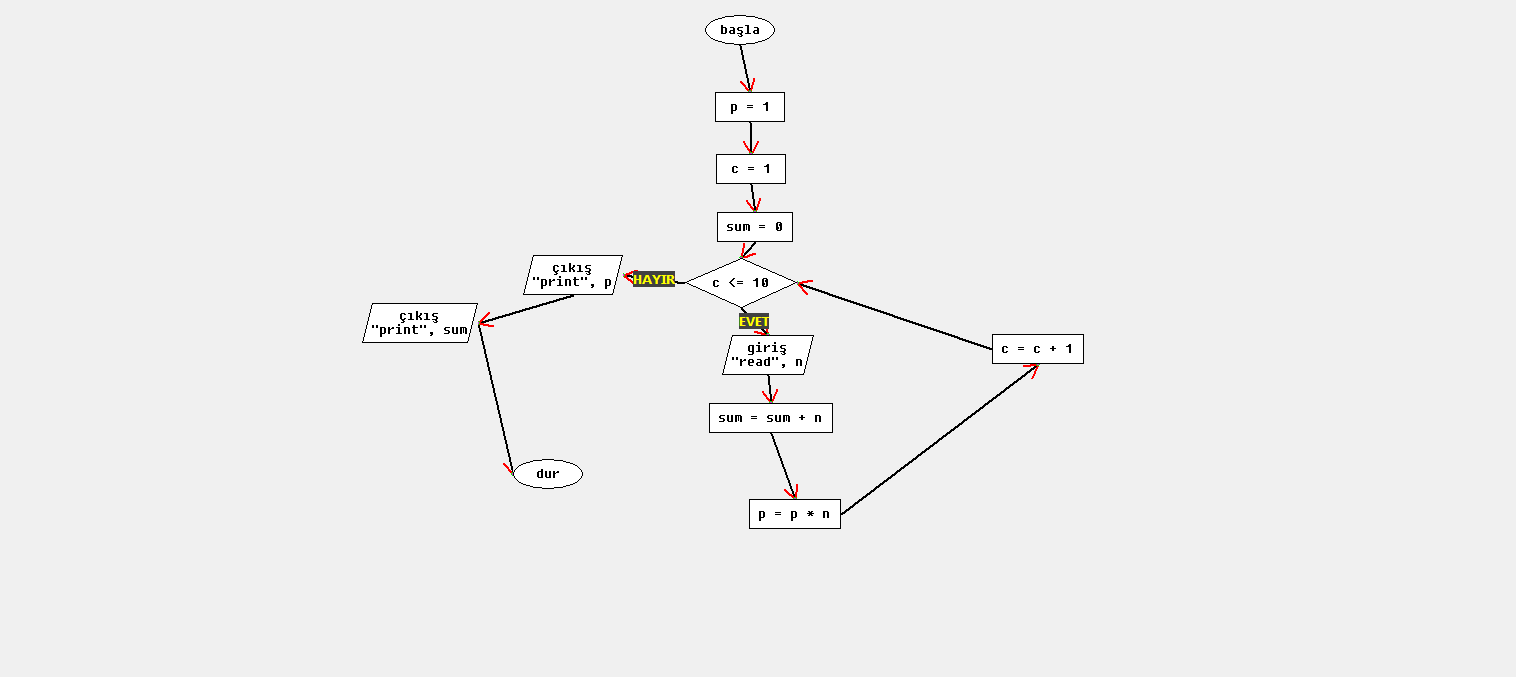 başla
p = 1
c = 1
sum = 0
c <= 10
HAYIR
çıkış
"print", p
çıkış
"print", sum
dur
EVET
giriş
"read", n
sum = sum + n
p = p * n
c = c + 1